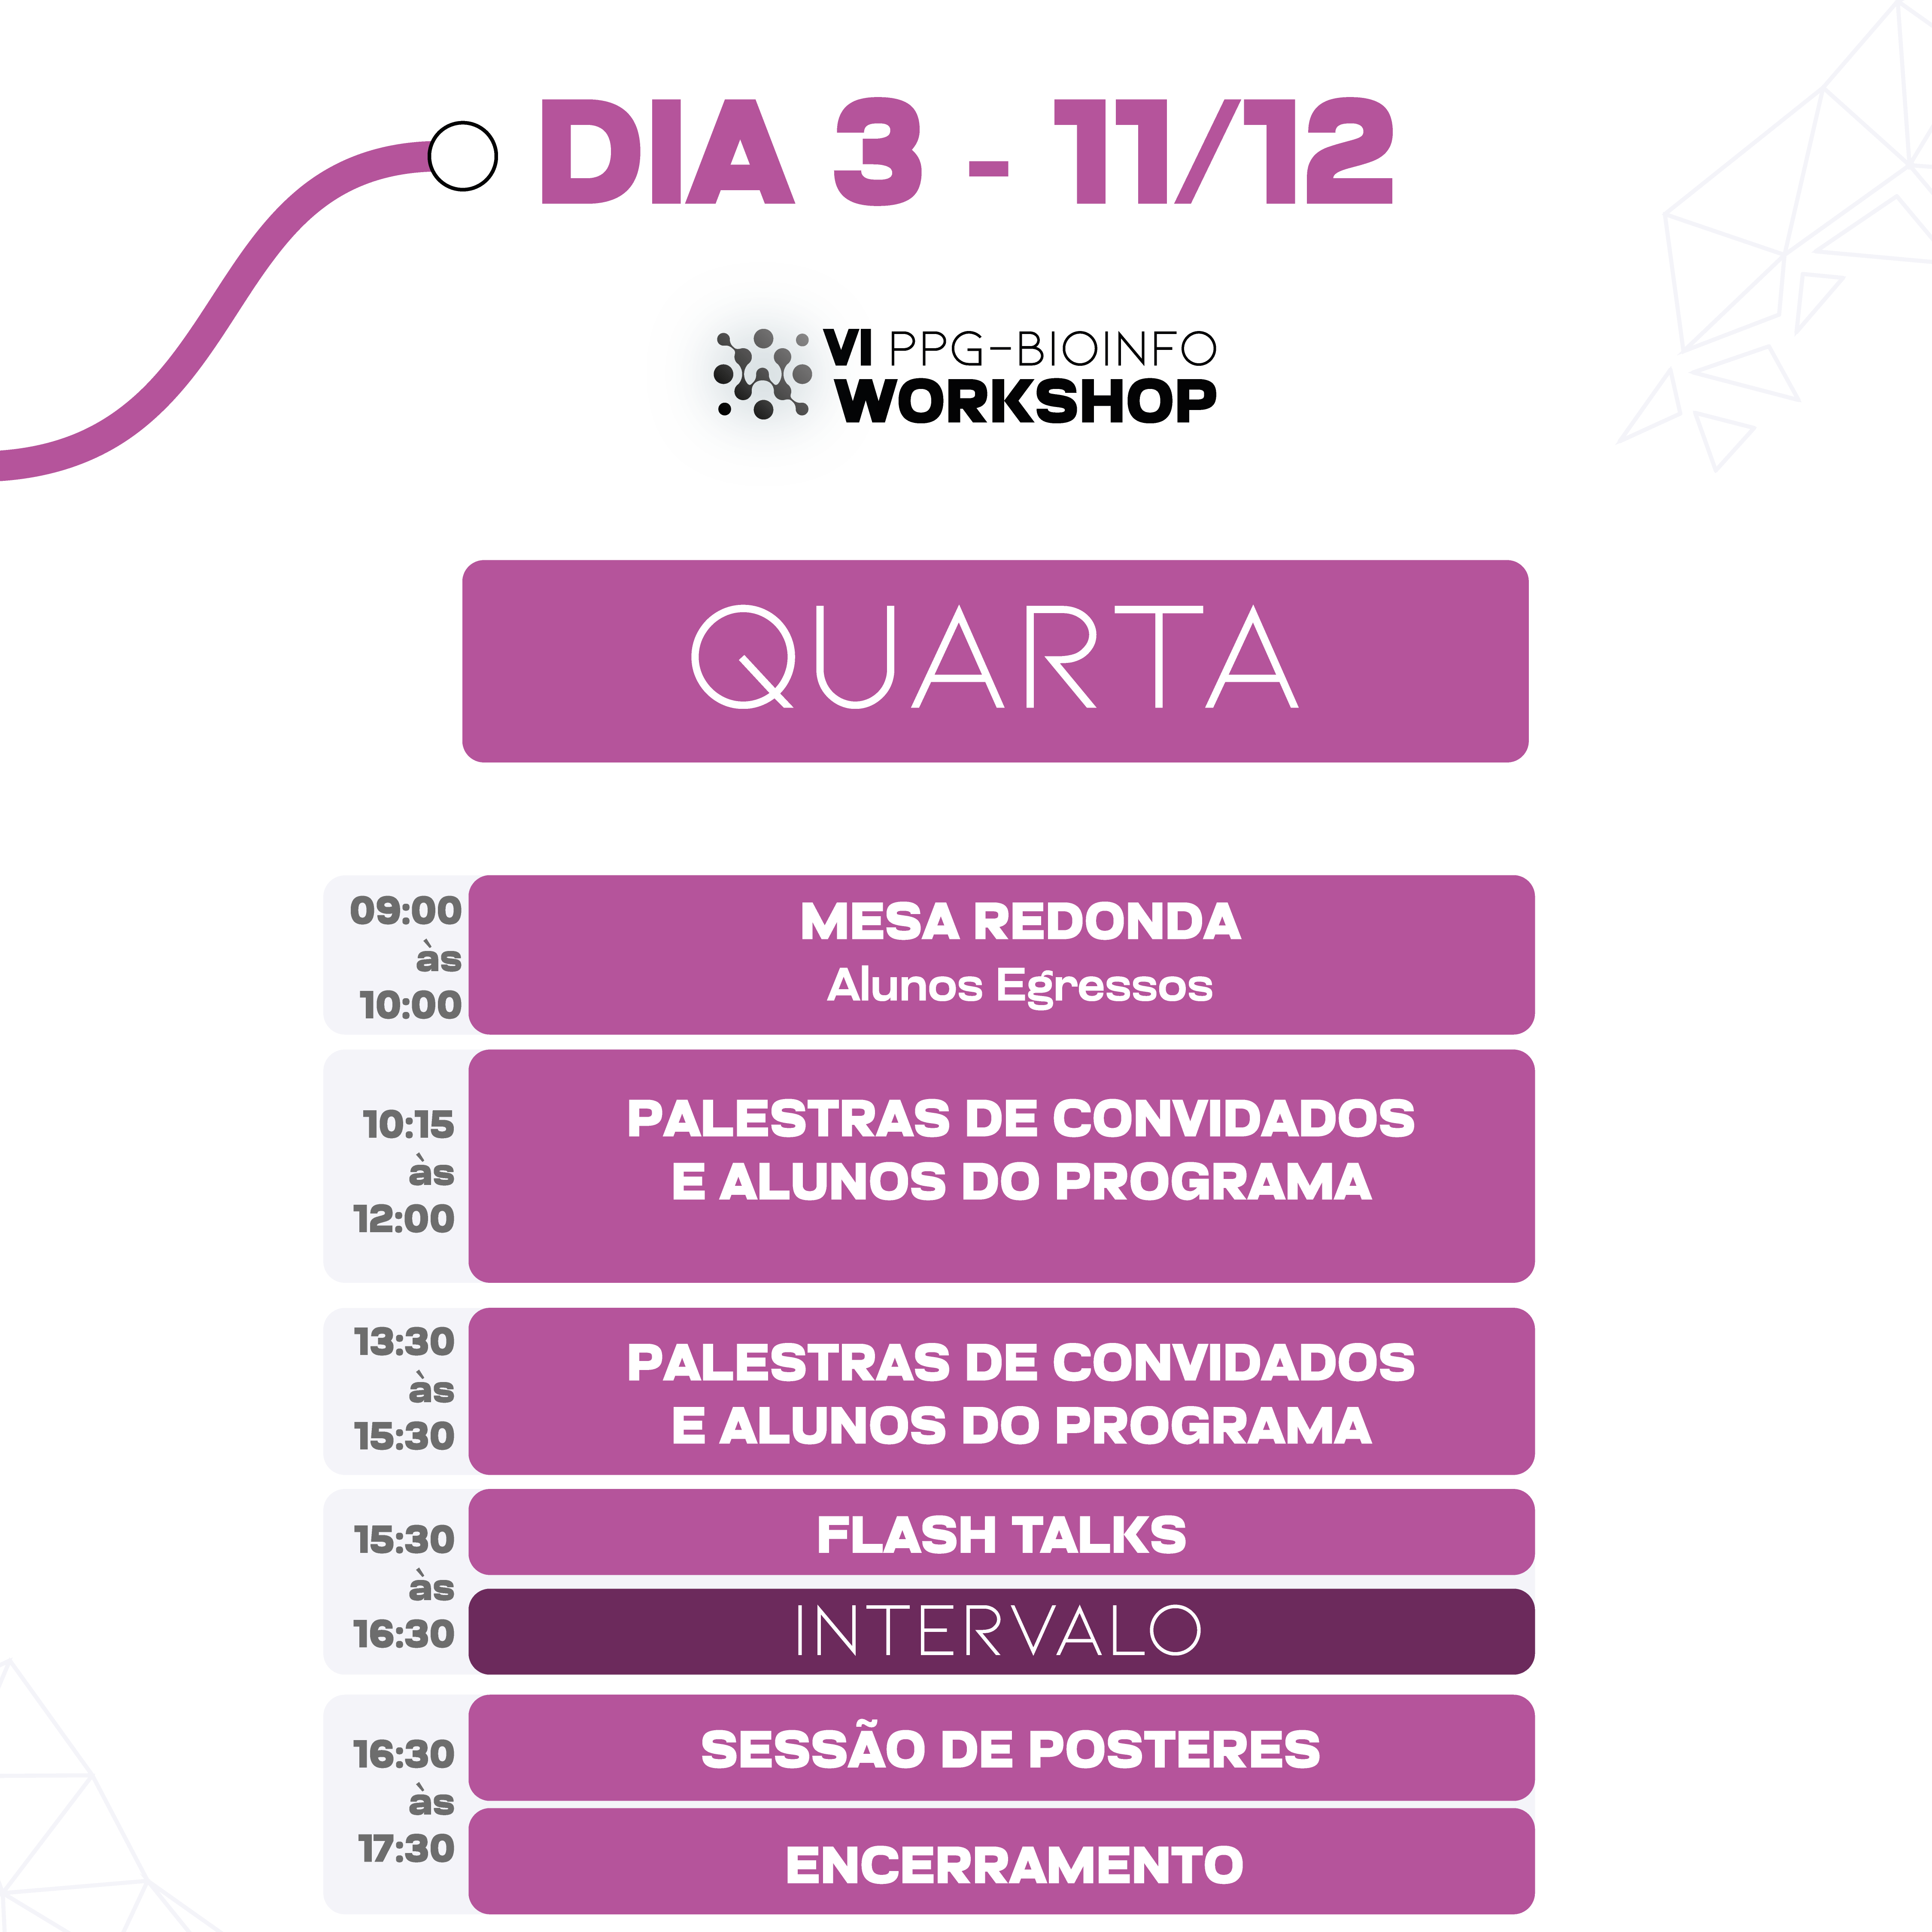 DIA 3 - 11/12
VI PPG-BIOINFO
WORKSHOP
QUARTA
09:00
às
10:00
MESA REDONDA
Alunos Egressos
10:15
às
12:00
PALESTRAS DE CONVIDADOS
E ALUNOS DO PROGRAMA
13:30
às
15:30
PALESTRAS DE CONVIDADOS
E ALUNOS DO PROGRAMA
15:30
às
16:30
FLASH TALKS
INTERVALO
16:30
às
17:30
SESSÃO DE POSTERES
ENCERRAMENTO